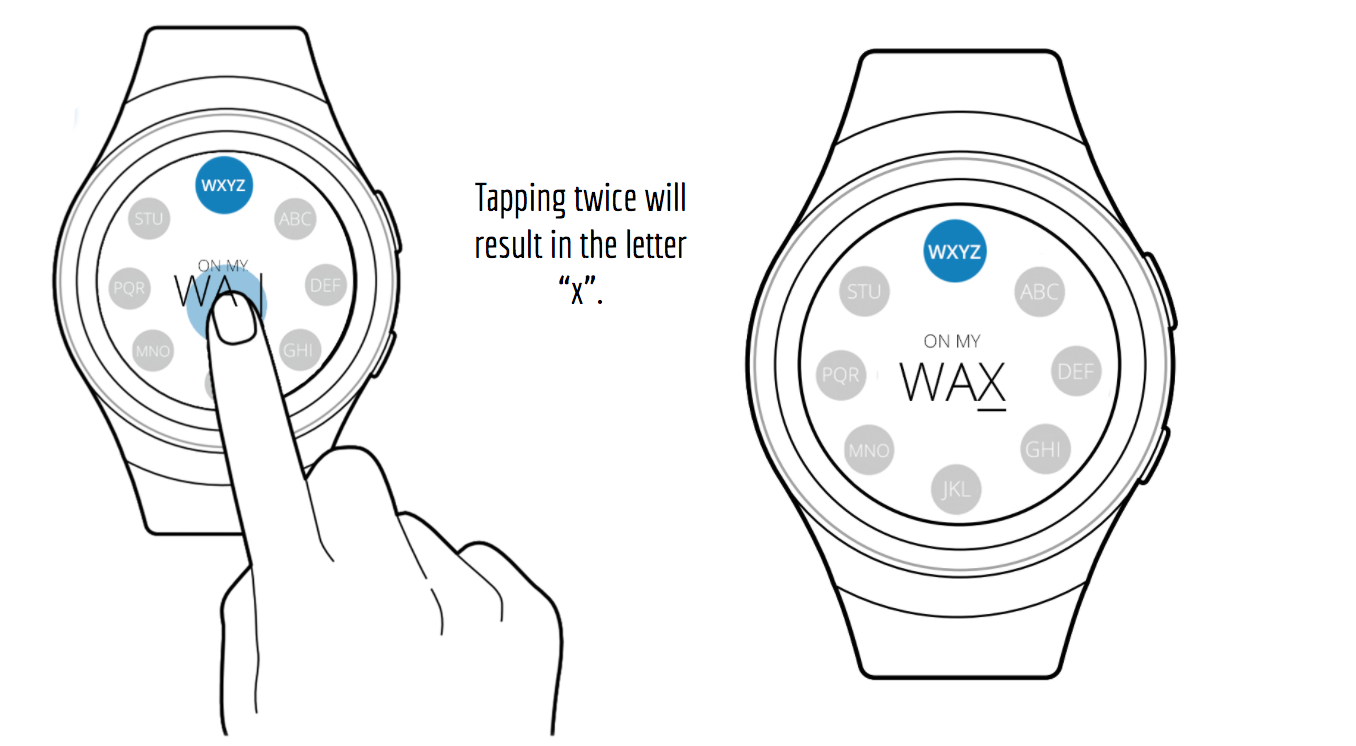 WXYZ
STU
ABC
ON MY
WA
PQR
DEF
MNO
GHI
Tapping twice will
result in the letter
“x”.
WXYZ
STU
ABC
ON MY
WAX
PQR
DEF
MNO
GHI
JKL